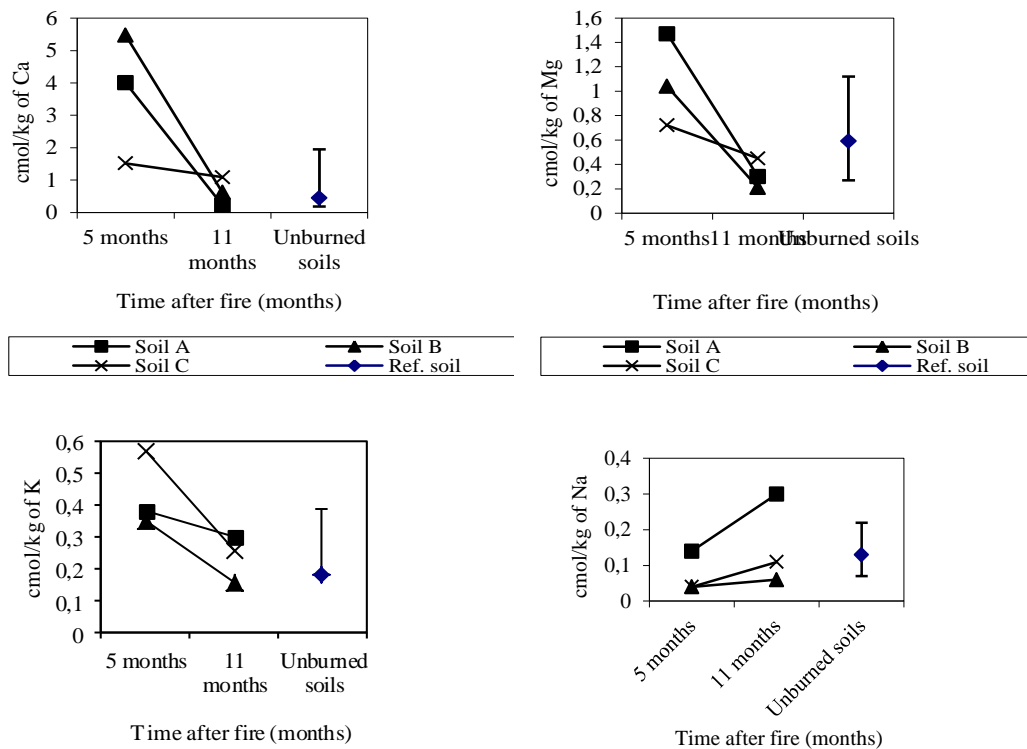 cmol/kg of Ca
6
5
4
3
2
1
0
5 months
11
months
Unburned
soils
Time after fire (months)
cmol/kg of Mg
1,6
1,4
1,2
1
0,8
0,6
0,4
0,2
0
5 months
11 months
Unburned soils
Time after fire (months)
Soil A
Soil B
Soil C
Ref. soil
Soil A
Soil B
Soil C
Ref. soil
cmol/kg of K
0,6
0,5
0,4
0,3
0,2
0,1
0
5 months
11
months
Unburned
soils
Time after fire (months)
cmol/kg of Na
0,4
0,3
0,2
0,1
0
5 months
11 months
Unburned soils
Time after fire (months)